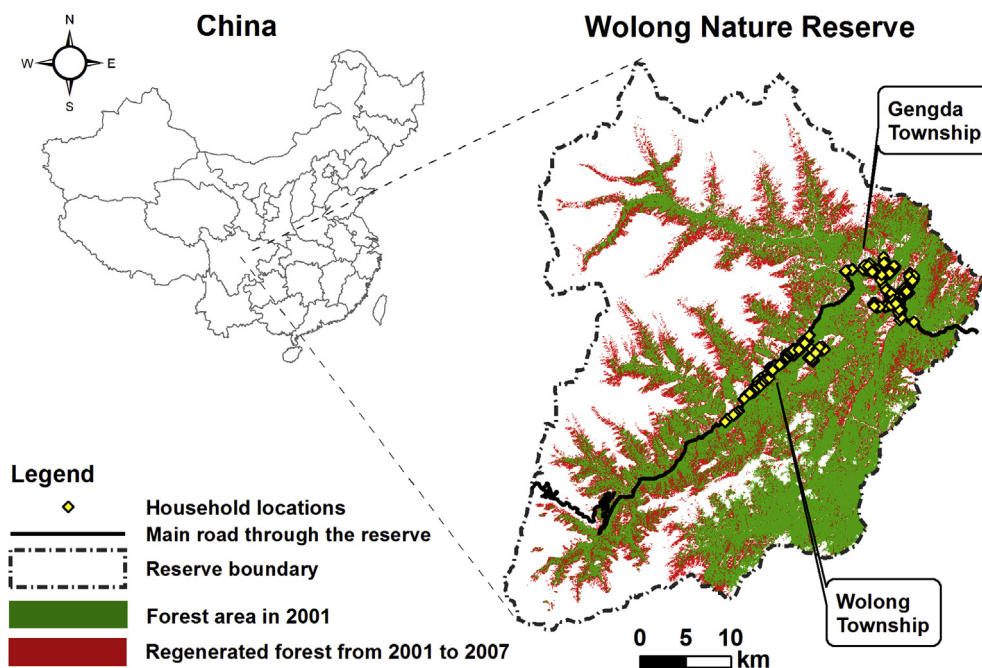 China
Wolong Nature Reserve
N
W
E
S
Gengda
Township
Legend
Household locations
Main road through the reserve
Reserve boundary
Forest area in 2001
Regenerated forest from 2001 to 2007
Wolong
Township
0 5 10
km